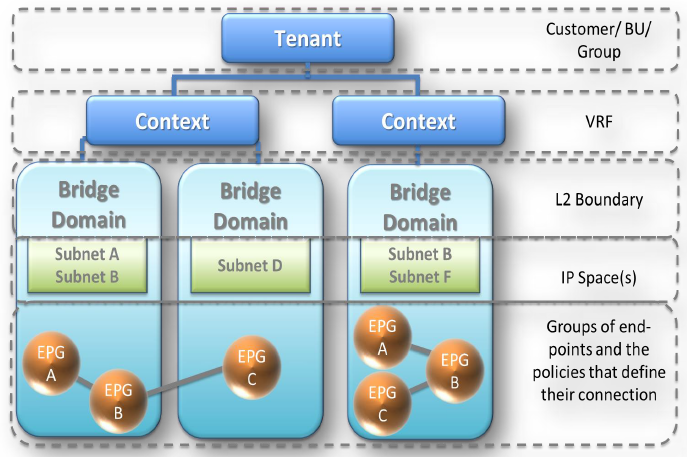 Tenant
Customer/ BU/
Group
Context
Context
VRF
Bridge
Domain
Bridge
Domain
Bridge
Domain
L2 Boundary
Subnet A
Subnet B
Subnet D
Subnet B
Subnet F
IP Space(s)
EPG
A
EPG
B
EPG
C
EPG
A
EPG
B
EPG
C
Groups of end-
points and the
policies that define
their connection